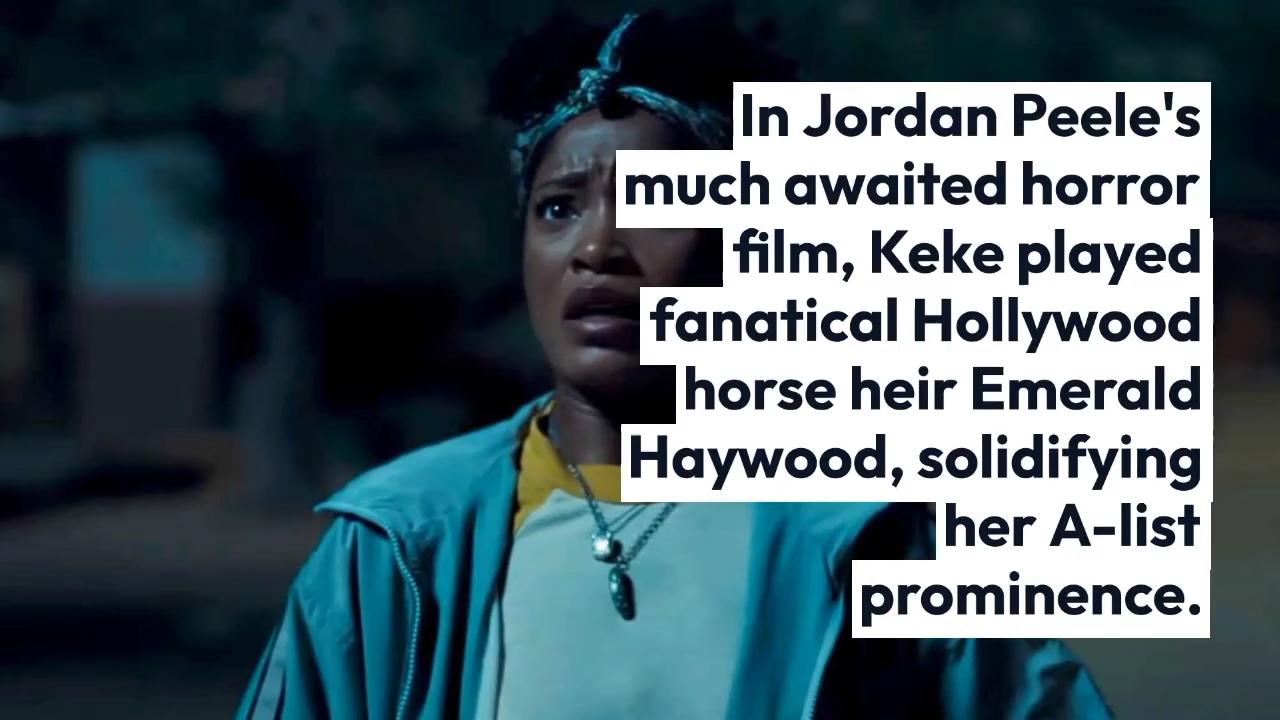 In Jordan Peele's
much awaited horror
film, Keke played
fanatical Hollywood
horse heir Emerald
Haywood, solidifying
her A-list
prominence.